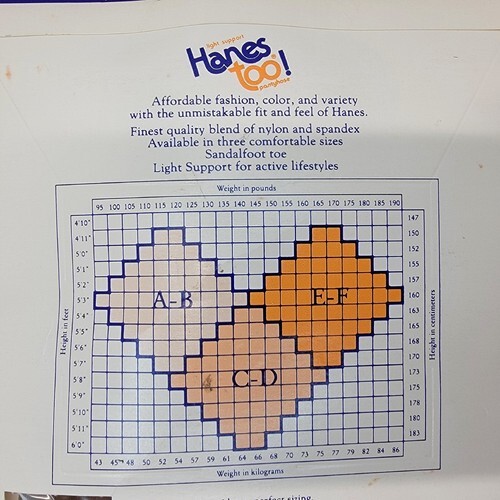 light support
Hanes
too!
pantyhose
Affordable fashion, color, and variety
with the unmistakable fit and feel of Hanes.
Finest quality blend of nylon and spandex
Available in three comfortable sizes
Sandalfoot toe
Light Support for active lifestyles
Weight in pounds
95 100 105 110 115 120 125 130 135 140 145 150 155 160 165 170 175 180 185 190
4'10" 147
4'11" 150
5'0" 152
5'1" 155
5'2" 157
5'3" A-B E-F 160
5'4" 163
5'5" 165
5'6" 168
5'7" 170
5'8" C-D 173
5'9" 175
5'10" 178
5'11" 180
6'0" 183
Height in feet
Height in centimeters
43 45 48 50 52 54 57 59 61 64 66 68 70 72 75 77 79 82 84 86
Weight in kilograms
perfect sizing